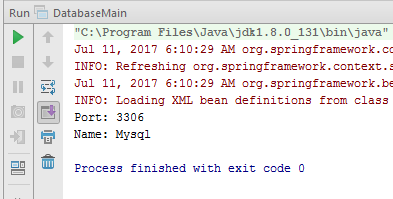 Run DatabaseMain
"C:\Program Files\Java\jdk1.8.0_131\bin\java"
Jul 11, 2017 6:10:29 AM org.springframework.co
INFO: Refreshing org.springframework.context.s
Jul 11, 2017 6:10:29 AM org.springframework.be
INFO: Loading XML bean definitions from class
Port: 3306
Name: Mysql
Process finished with exit code 0